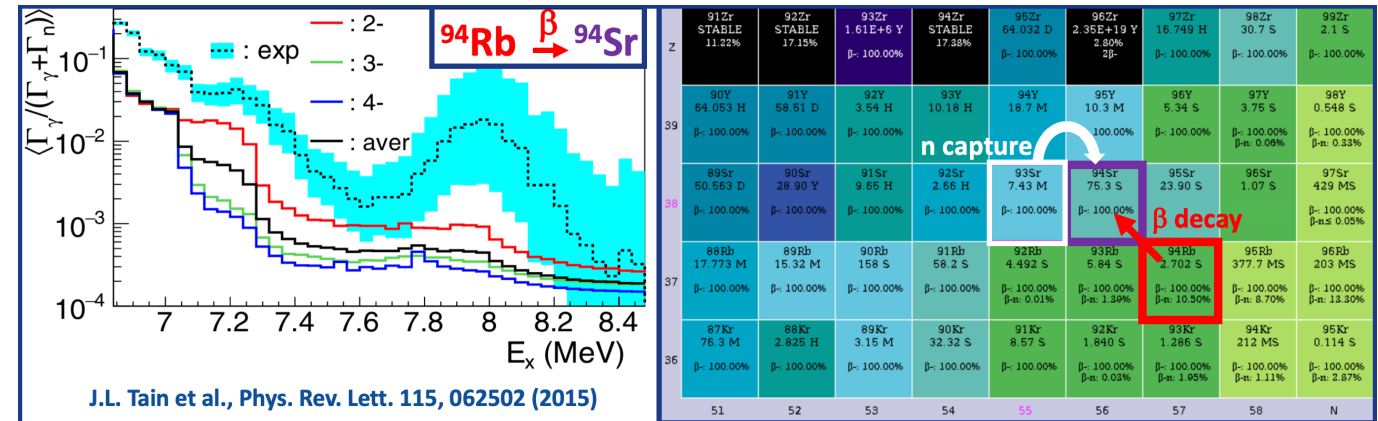 ⟨Γγ/(Γγ+Γn)⟩
10⁻¹
10⁻²
10⁻³
10⁻⁴
: exp
: 2-
: 3-
: 4-
: aver
⁹⁴Rb β→ ⁹⁴Sr
7 7.2 7.4 7.6 7.8 8 8.2 8.4
Eₓ (MeV)
J.L. Tain et al., Phys. Rev. Lett. 115, 062502 (2015)
Z
91Zr
STABLE
11.22%
92Zr
STABLE
17.15%
93Zr
1.61E+6 Y
β-: 100.00%
94Zr
STABLE
17.38%
95Zr
64.032 D
β-: 100.00%
96Zr
2.35E+19 Y
2.80%
2β-
97Zr
16.749 H
β-: 100.00%
98Zr
30.7 S
β-: 100.00%
99Zr
2.1 S
β-: 100.00%
39
90Y
64.053 H
β-: 100.00%
91Y
58.51 D
β-: 100.00%
92Y
3.54 H
β-: 100.00%
93Y
10.18 H
β-: 100.00%
94Y
18.7 M
β-: 100.00%
95Y
10.3 M
100.00%
96Y
5.34 S
β-: 100.00%
97Y
3.75 S
β-: 100.00%
β-n: 0.06%
98Y
0.548 S
β-: 100.00%
β-n: 0.33%
n capture
38
89Sr
50.563 D
β-: 100.00%
90Sr
28.90 Y
β-: 100.00%
91Sr
9.65 H
β-: 100.00%
92Sr
2.66 H
β-: 100.00%
93Sr
7.43 M
β-: 100.00%
94Sr
75.3 S
β-: 100.00%
95Sr
23.90 S
96Sr
1.07 S
β-: 100.00%
97Sr
429 MS
β-: 100.00%
β-n≤ 0.05%
β decay
37
88Rb
17.773 M
β-: 100.00%
89Rb
15.32 M
β-: 100.00%
90Rb
158 S
β-: 100.00%
91Rb
58.2 S
β-: 100.00%
92Rb
4.492 S
β-: 100.00%
β-n: 0.01%
93Rb
5.84 S
β-: 100.00%
β-n: 1.39%
94Rb
2.702 S
β-: 100.00%
β-n: 10.50%
95Rb
377.7 MS
β-: 100.00%
β-n: 8.70%
96Rb
203 MS
β-: 100.00%
β-n: 13.30%
36
87Kr
76.3 M
β-: 100.00%
88Kr
2.825 H
β-: 100.00%
89Kr
3.15 M
β-: 100.00%
90Kr
32.32 S
β-: 100.00%
91Kr
8.57 S
β-: 100.00%
92Kr
1.840 S
β-: 100.00%
β-n: 0.03%
93Kr
1.286 S
β-: 100.00%
β-n: 1.95%
94Kr
212 MS
β-: 100.00%
β-n: 1.11%
95Kr
0.114 S
β-: 100.00%
β-n: 2.87%
51 52 53 54 55 56 57 58 N